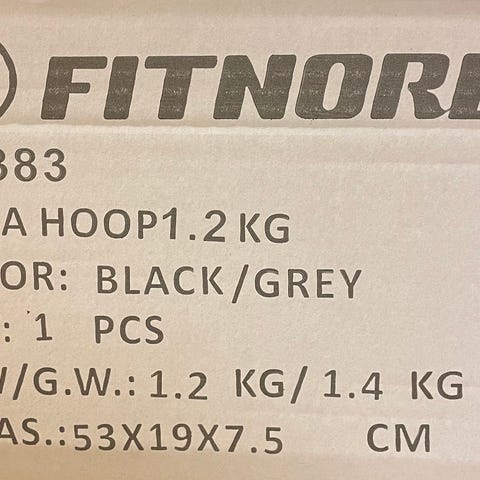 FITNORD
383
A HOOP1.2 KG
OR: BLACK/GREY
: 1 PCS
/G.W.: 1.2 KG/ 1.4 KG
AS.:53X19X7.5 CM